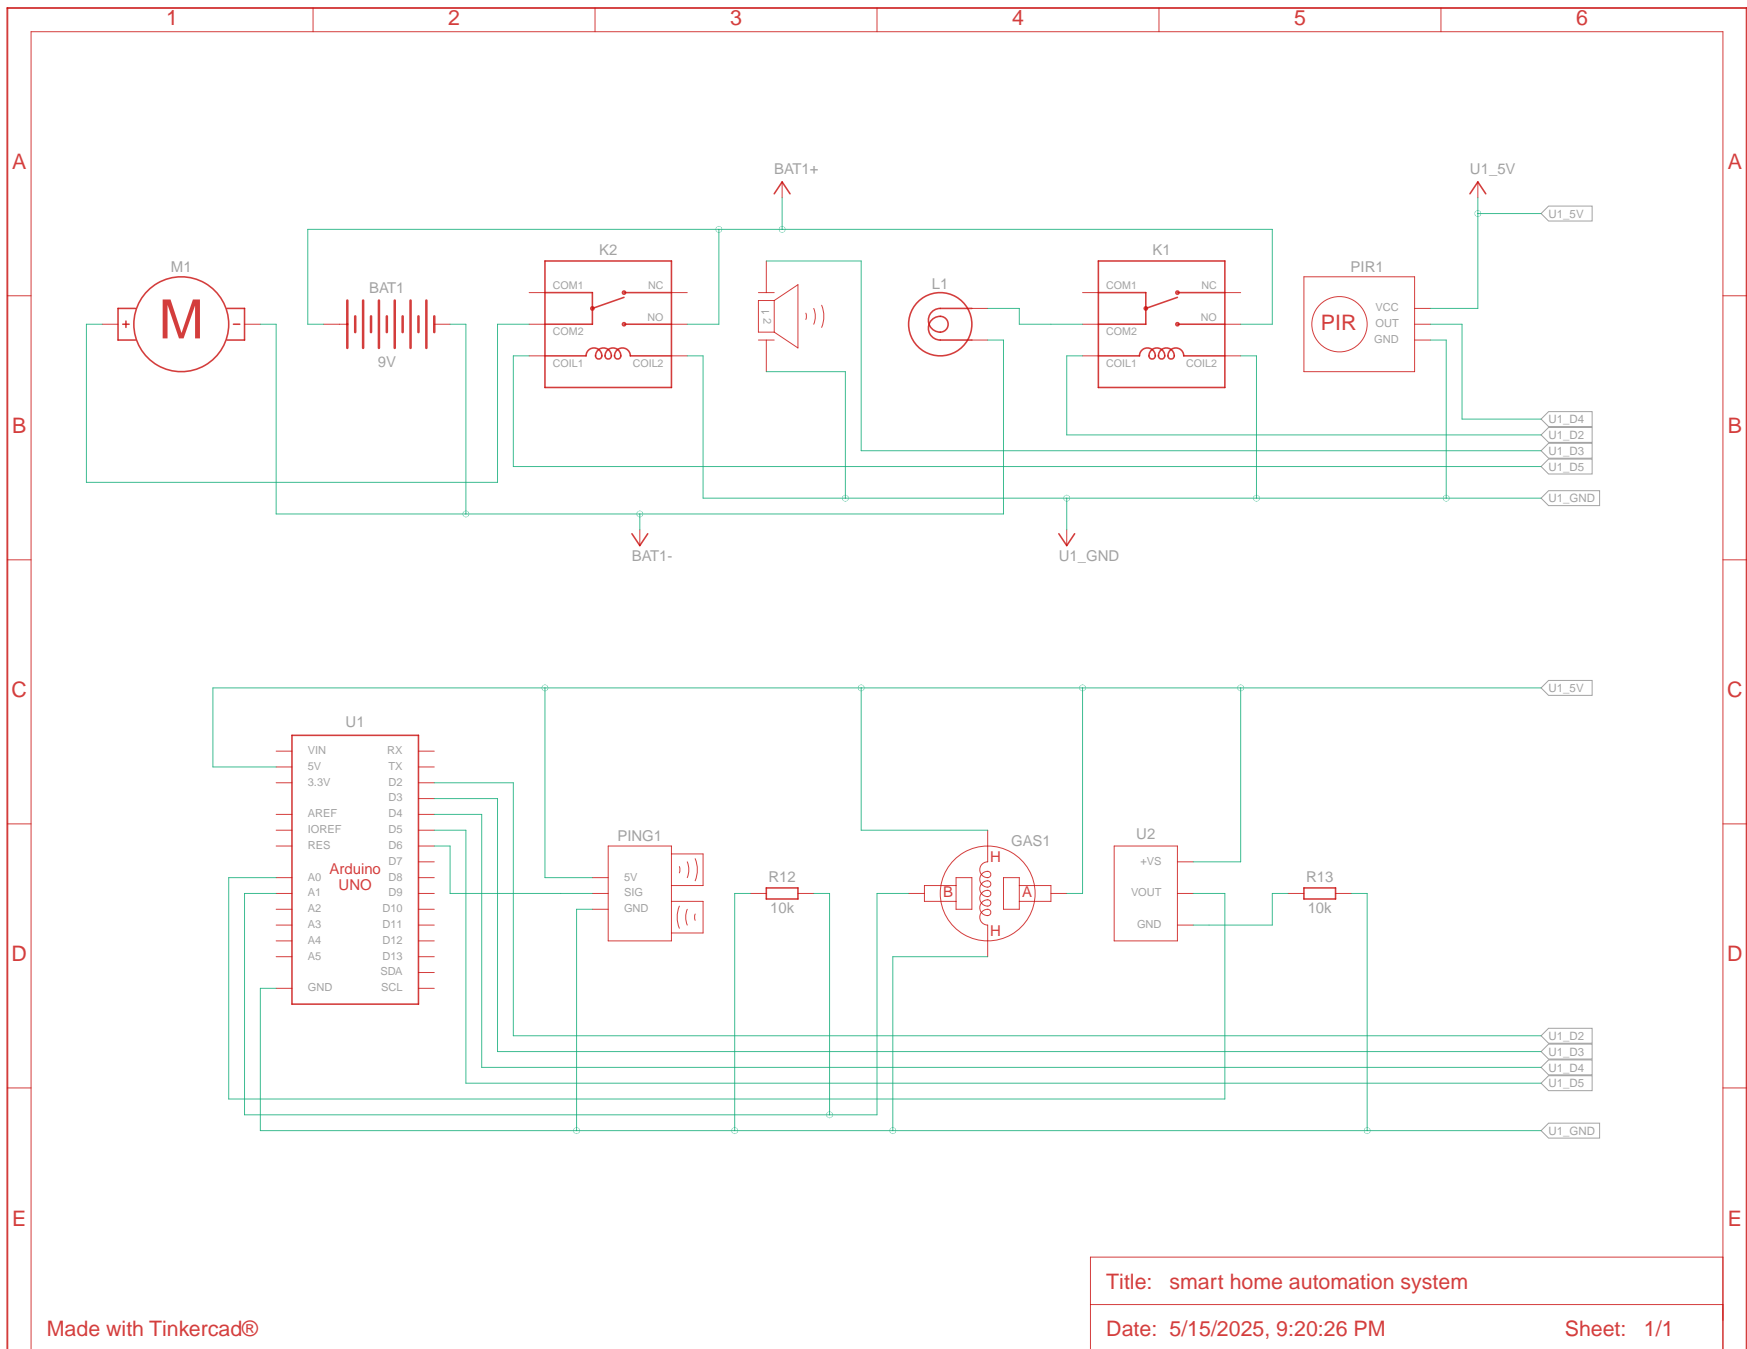 1 2 3 4 5 6
A A
BAT1+ U1_5V
U1_5V
K2 K1
M1 PIR1
BAT1 L1
COM1 NC COM1 NC
VCC
M + - 1 2 NO NO PIR OUT
COM2 COM2
GND
9V COIL1 COIL2 COIL1 COIL2
B B
U1_D4
U1_D2
U1_D3
U1_D5
U1_GND
BAT1- U1_GND
C C
U1_5V
U1
VIN RX
5V TX
3.3V D2
D3
AREF D4
IOREF D5
RES D6
D7
Arduino
UNO
A0 D8
A1 D9
A2 D10
A3 D11
A4 D12
A5 D13
SDA
GND SCL
PING1
5V
SIG
GND
R12
10k
GAS1
H
B A
H
U2
+VS
VOUT
GND
R13
10k
D D
U1_D2
U1_D3
U1_D4
U1_D5
U1_GND
E E
Title: smart home automation system
Made with Tinkercad®
Date: 5/15/2025, 9:20:26 PM Sheet: 1/1